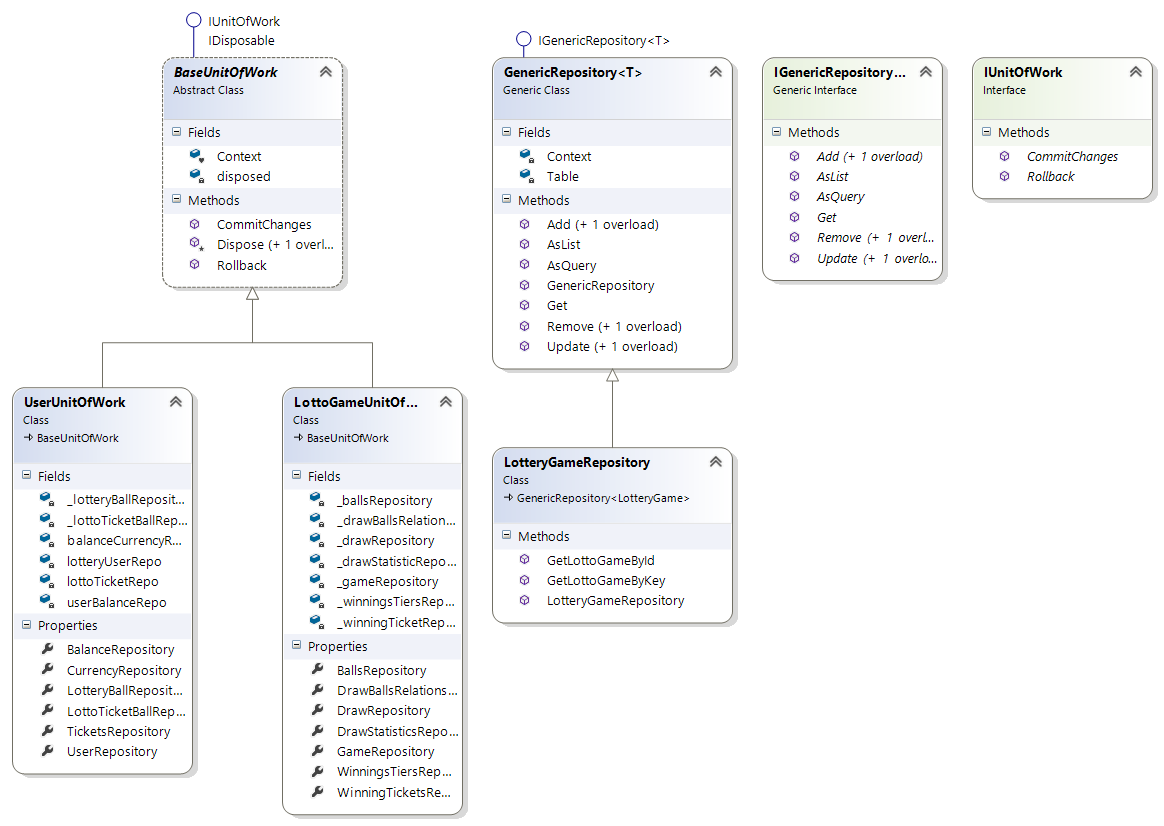 IUnitOfWork
IDisposable
BaseUnitOfWork
Abstract Class
Fields
Context
disposed
Methods
CommitChanges
Dispose (+ 1 overl...
Rollback
IGenericRepository<T>
GenericRepository<T>
Generic Class
Fields
Context
Table
Methods
Add (+ 1 overload)
AsList
AsQuery
GenericRepository
Get
Remove (+ 1 overload)
Update (+ 1 overload)
IGenericRepository...
Generic Interface
Methods
Add (+ 1 overload)
AsList
AsQuery
Get
Remove (+ 1 overl...
Update (+ 1 overlo...
IUnitOfWork
Interface
Methods
CommitChanges
Rollback
UserUnitOfWork
Class
BaseUnitOfWork
Fields
_lotteryBallReposit...
_lottoTicketBallRep...
balanceCurrencyR...
lotteryUserRepo
lottoTicketRepo
userBalanceRepo
Properties
BalanceRepository
CurrencyRepository
LotteryBallReposit...
LottoTicketBallRep...
TicketsRepository
UserRepository
LottoGameUnitOf...
Class
BaseUnitOfWork
Fields
_ballsRepository
_drawBallsRelation...
_drawRepository
_drawStatisticRepo...
_gameRepository
_winningsTiersRep...
_winningTicketRep...
Properties
BallsRepository
DrawBallsRelations...
DrawRepository
DrawStatisticsRepo...
GameRepository
WinningsTiersRep...
WinningTicketsRe...
LotteryGameRepository
Class
GenericRepository<LotteryGame>
Methods
GetLottoGameById
GetLottoGameByKey
LotteryGameRepository